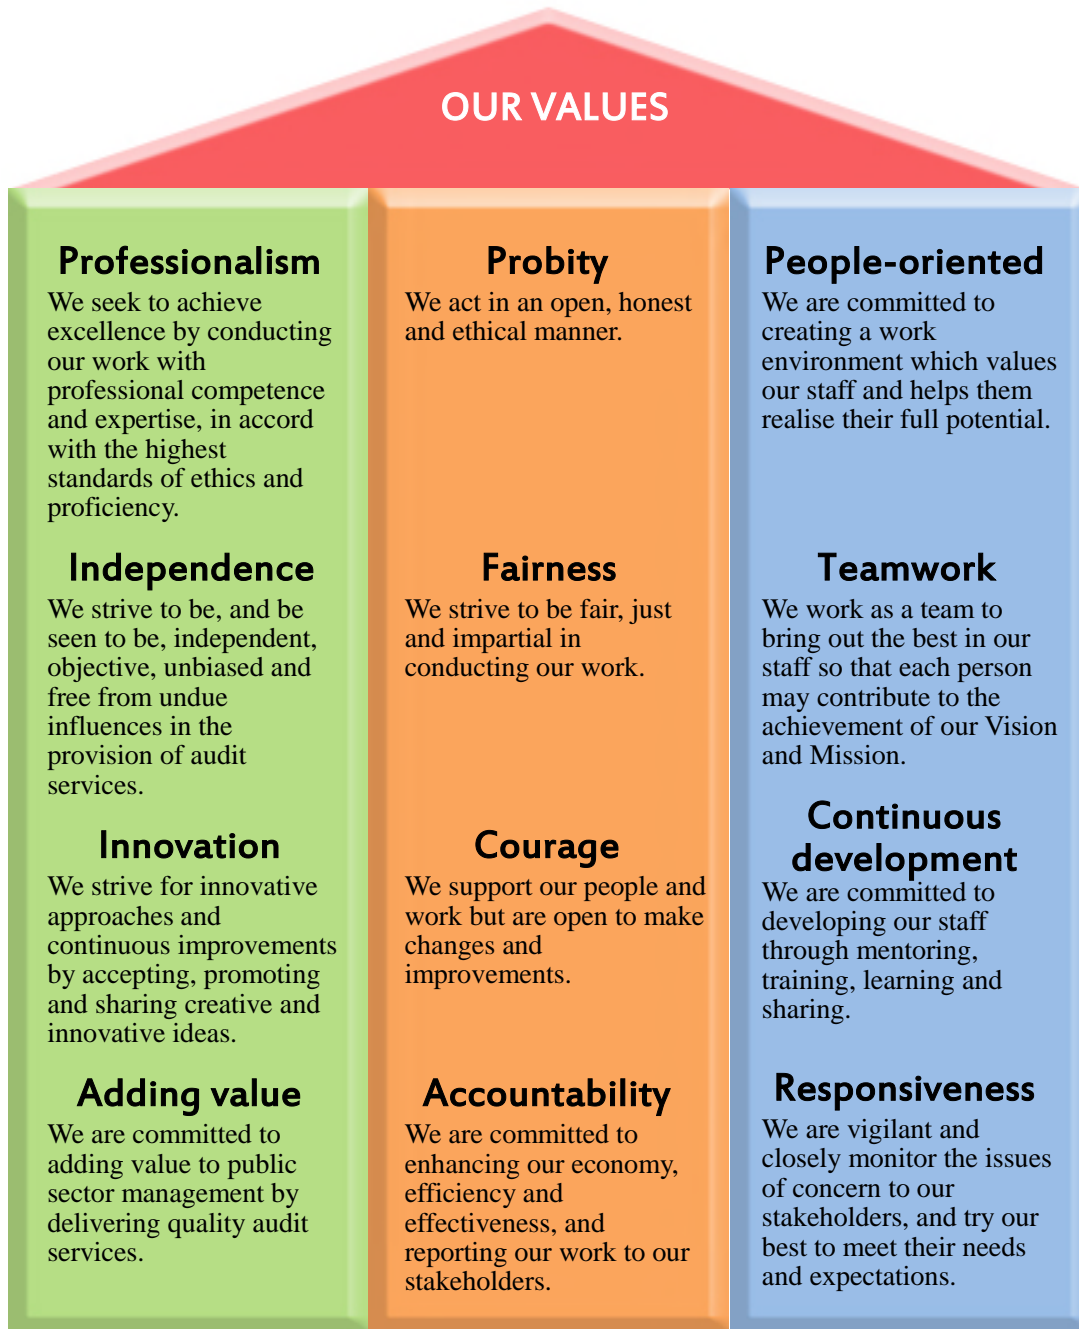 OUR VALUES
Professionalism
We seek to achieve
excellence by conducting
our work with
professional competence
and expertise, in accord
with the highest
standards of ethics and
proficiency.
Independence
We strive to be, and be
seen to be, independent,
objective, unbiased and
free from undue
influences in the
provision of audit
services.
Innovation
We strive for innovative
approaches and
continuous improvements
by accepting, promoting
and sharing creative and
innovative ideas.
Adding value
We are committed to
adding value to public
sector management by
delivering quality audit
services.
Probity
We act in an open, honest
and ethical manner.
Fairness
We strive to be fair, just
and impartial in
conducting our work.
Courage
We support our people and
work but are open to make
changes and
improvements.
Accountability
We are committed to
enhancing our economy,
efficiency and
effectiveness, and
reporting our work to our
stakeholders.
People-oriented
We are committed to
creating a work
environment which values
our staff and helps them
realise their full potential.
Teamwork
We work as a team to
bring out the best in our
staff so that each person
may contribute to the
achievement of our Vision
and Mission.
Continuous
development
We are committed to
developing our staff
through mentoring,
training, learning and
sharing.
Responsiveness
We are vigilant and
closely monitor the issues
of concern to our
stakeholders, and try our
best to meet their needs
and expectations.